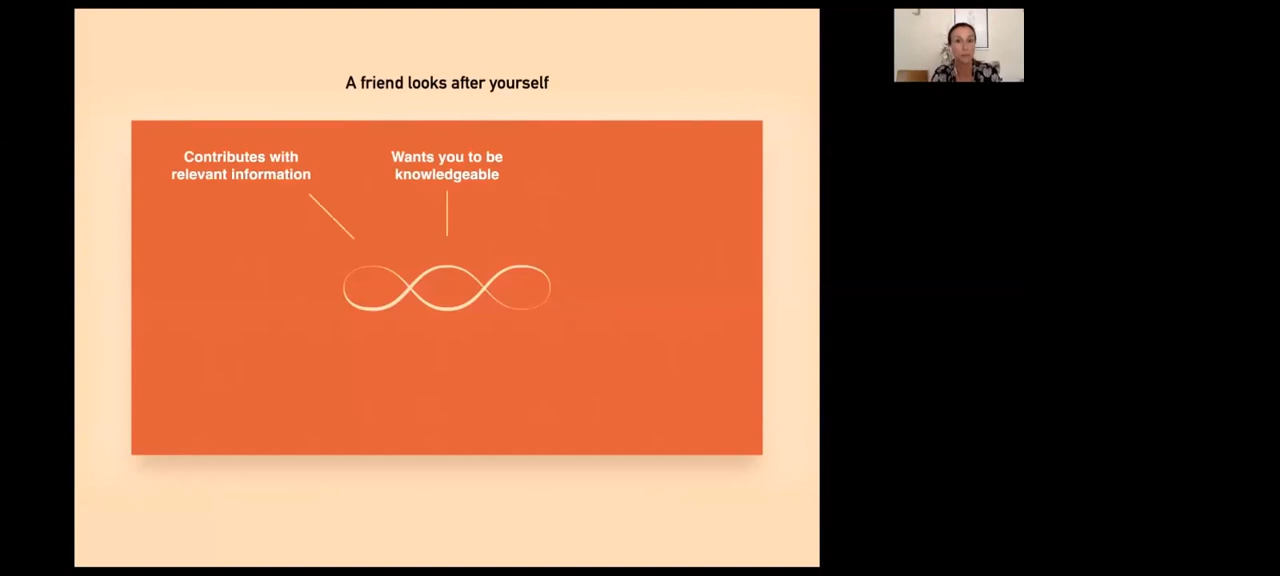 A friend looks after yourself
Contributes with
relevant information
Wants you to be
knowledgeable